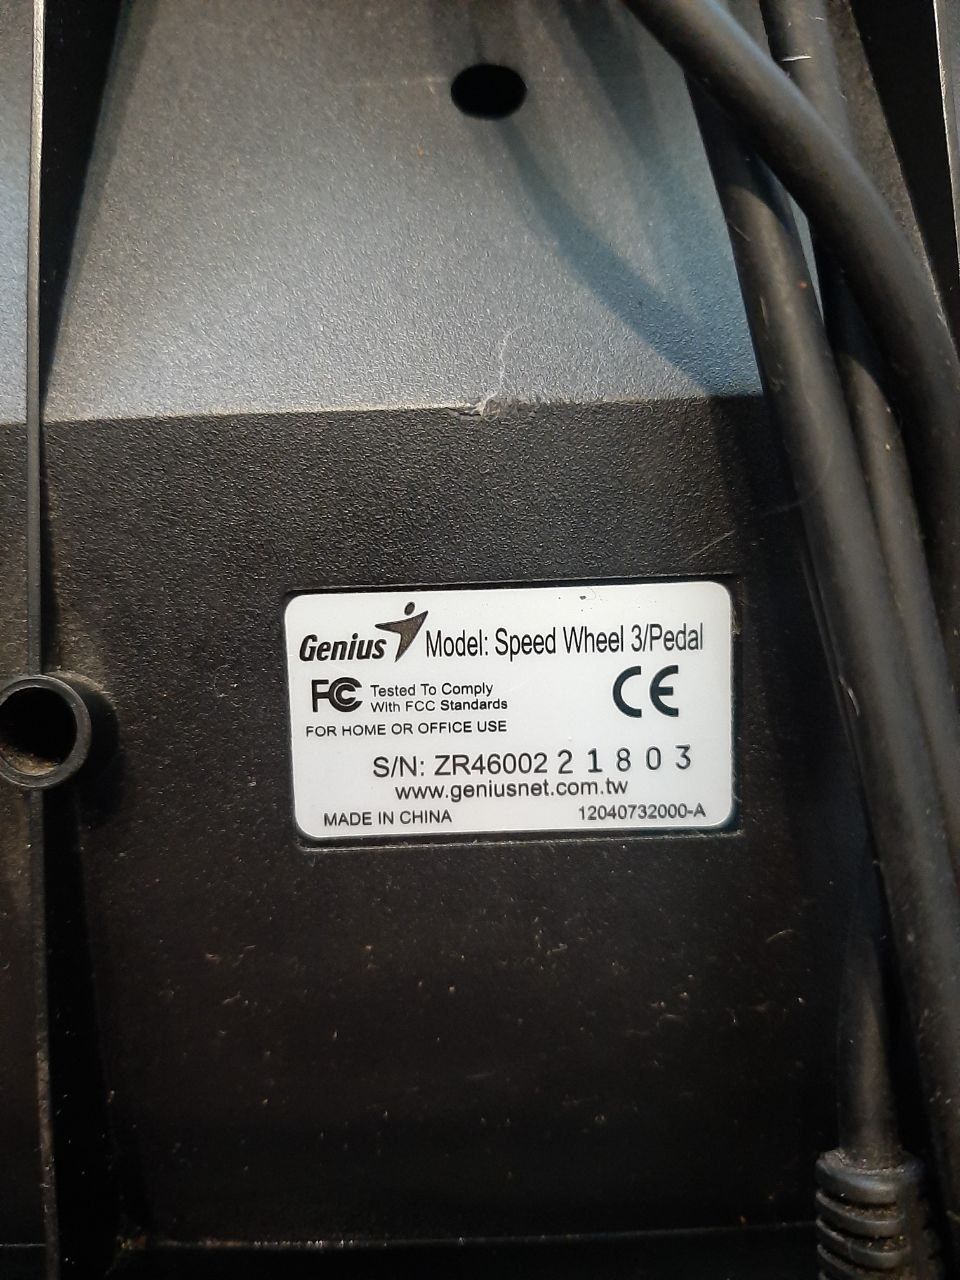 Genius Model: Speed Wheel 3/Pedal
FC Tested To Comply
With FCC Standards
CE
FOR HOME OR OFFICE USE
S/N: ZR46002 2 1 8 0 3
www.geniusnet.com.tw
MADE IN CHINA 12040732000-A